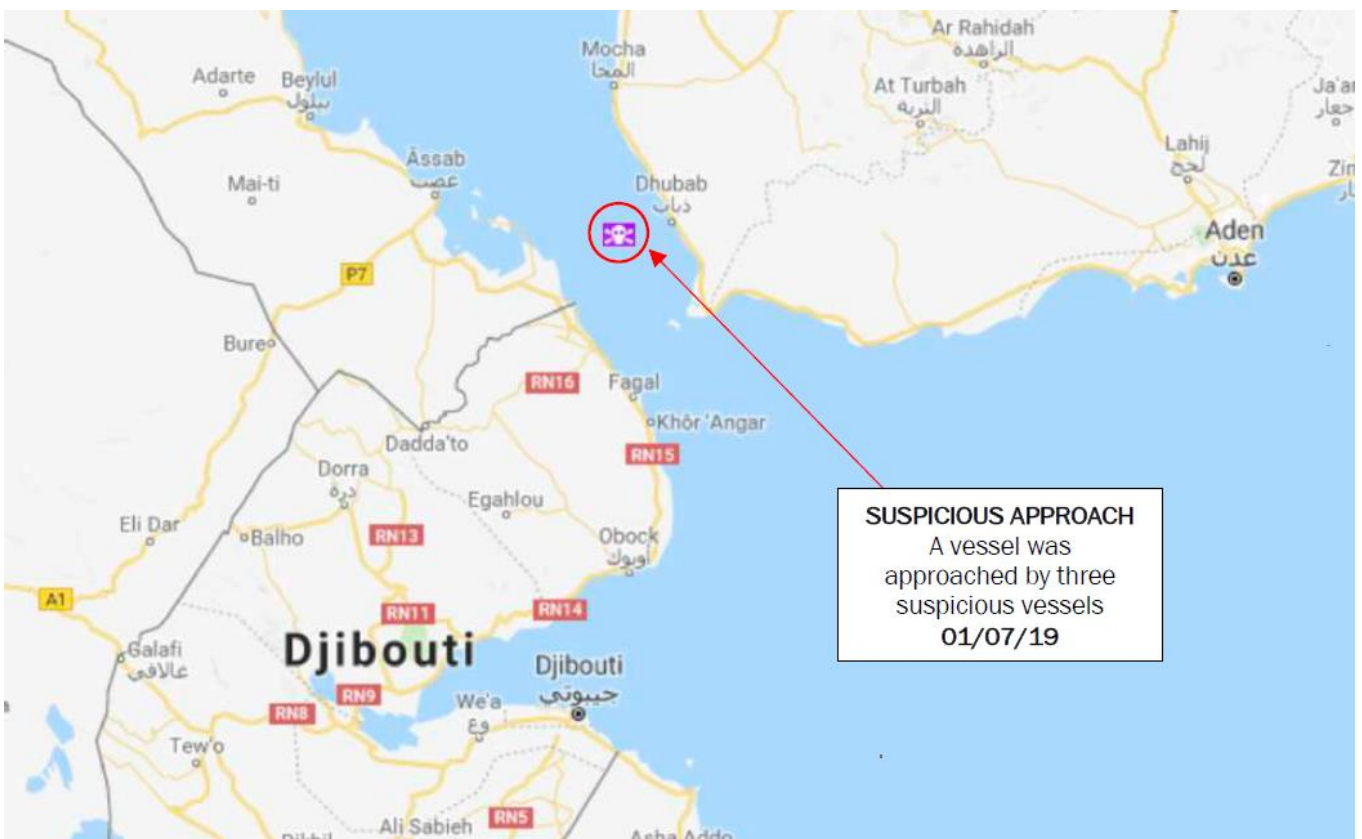 Ar Rahidah
الراهدة
Mocha
المخا
Adarte
Beylul
بيلول
At Turbah
التربة
جعار
Lahij
لحج
Assab
عصب
Mai-ti
Dhubab
ذباب
Aden
عدن
P7
Bure
RN16
Fagal
Khôr 'Angar
Dadda'to
RN15
Dorra
درة
Egahlou
Eli Dar
Balho
RN13
Obock
أوبوك
SUSPICIOUS APPROACH
A vessel was
approached by three
suspicious vessels
01/07/19
A1
RN11
RN14
Galafi
غالافي
Djibouti
Djibouti
جيبوتي
RN9
RN8
We'a
وع
Tew'o
RN5
Ali Sabieh